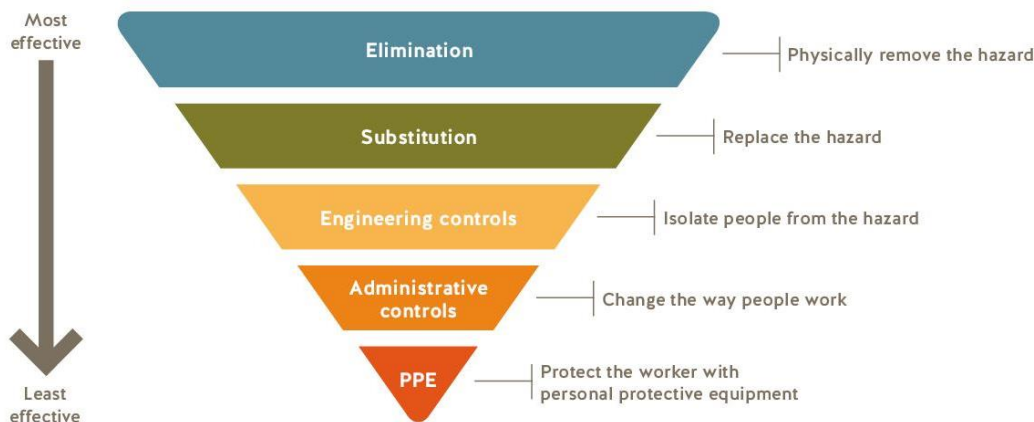 Most
effective
Elimination
Physically remove the hazard
Substitution
Replace the hazard
Engineering controls
Isolate people from the hazard
Administrative
controls
Change the way people work
PPE
Protect the worker with
personal protective equipment
Least
effective